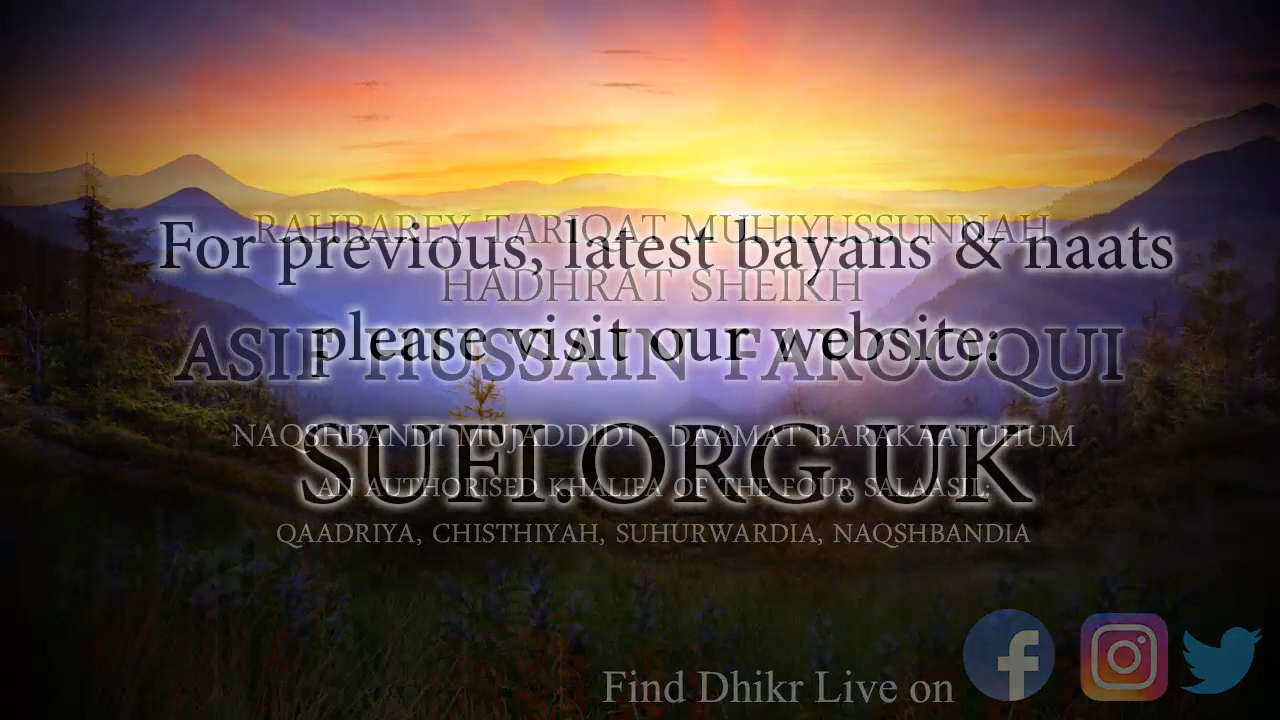 RAHBAREY TARIQAT MUHIYUSSUNNAH
For previous, latest bayans & naats
HADHRAT SHEIKH
please visit our website:
ASIF HUSSAIN FAROOQUI
NAQSHBANDI MUJADDIDI - DAAMAT BARAKAATUHUM
SUFI.ORG.UK
AN AUTHORISED KHALIFA OF THE FOUR SALAASIL:
QAADRIYA, CHISTHIYAH, SUHURWARDIA, NAQSHBANDIA
Find Dhikr Live on